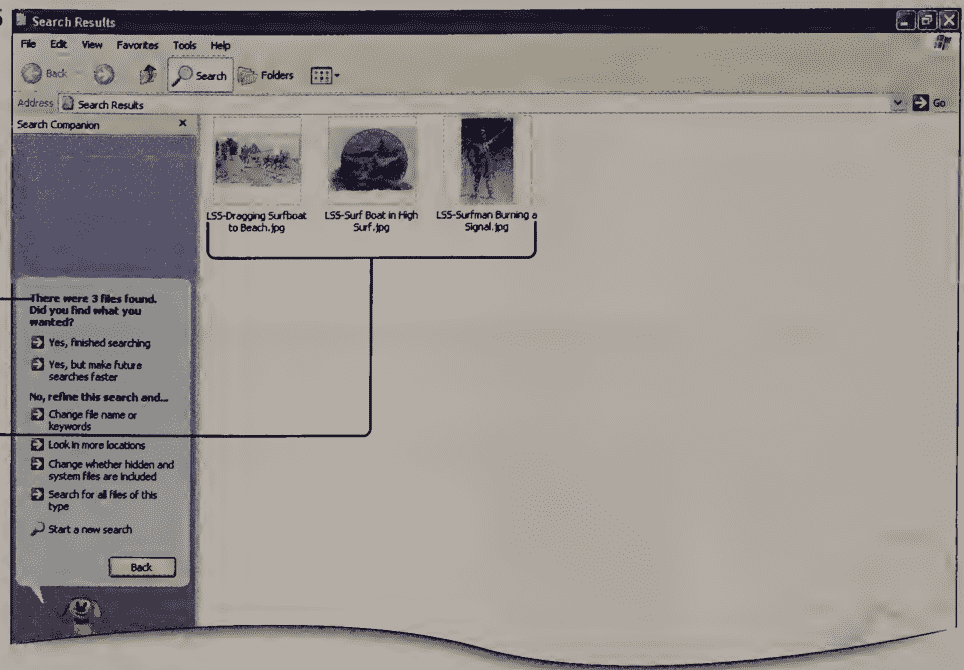 Search Results
File Edit View Favorites Tools Help
Back Search Folders
Address Search Results Go
Search Companion
LSS-Dragging Surfboat
to Beach.jpg
LSS-Surf Boat in High
Surf.jpg
LSS-Surfman Burning a
Signal.jpg
There were 3 files found.
Did you find what you
wanted?
Yes, finished searching
Yes, but make future
searches faster
No, refine this search and...
Change file name or
keywords
Look in more locations
Change whether hidden and
system files are included
Search for all files of this
type
Start a new search
Back